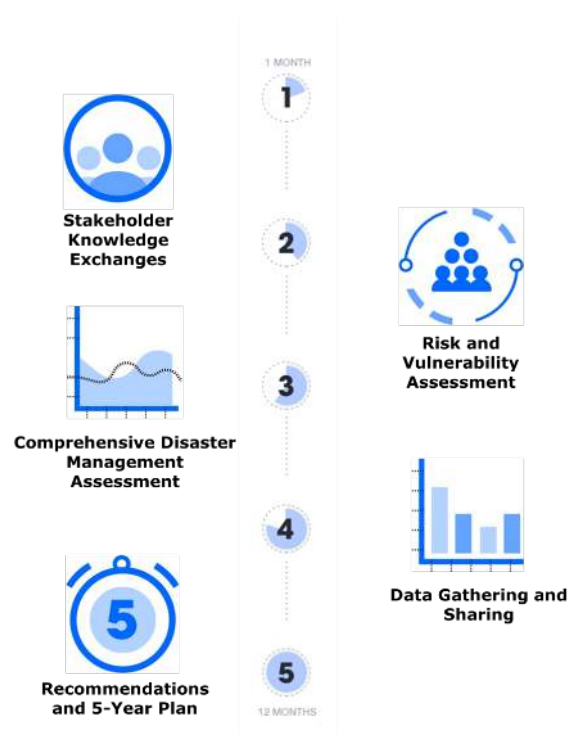 1 MONTH
1
Stakeholder
Knowledge
Exchanges
2
Risk and
Vulnerability
Assessment
3
Comprehensive Disaster
Management
Assessment
4
Data Gathering and
Sharing
5
Recommendations
and 5-Year Plan
5
12 MONTHS